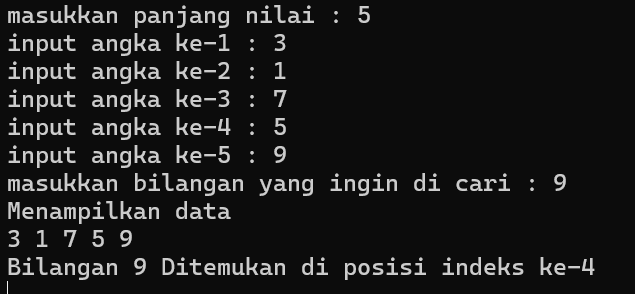 masukkan panjang nilai : 5
input angka ke-1 : 3
input angka ke-2 : 1
input angka ke-3 : 7
input angka ke-4 : 5
input angka ke-5 : 9
masukkan bilangan yang ingin di cari : 9
Menampilkan data
3 1 7 5 9
Bilangan 9 Ditemukan di posisi indeks ke-4